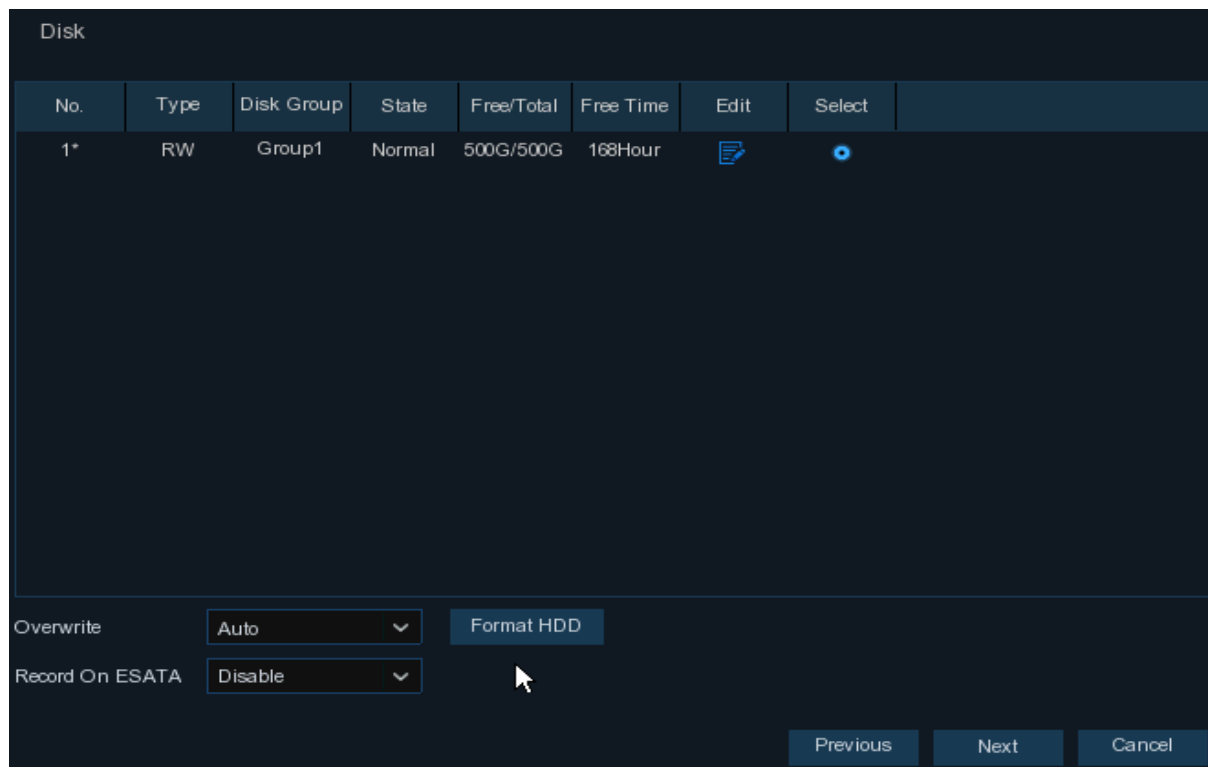 Disk
No. Type Disk Group State Free/Total Free Time Edit Select
1* RW Group1 Normal 500G/500G 168Hour
Overwrite Auto Format HDD
Record On ESATA Disable
Previous Next Cancel